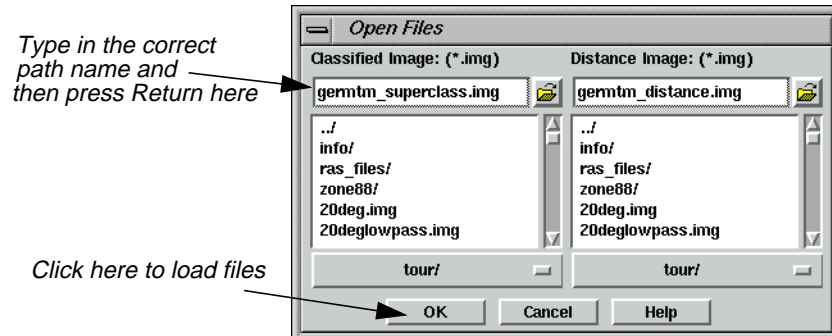 Open Files
Type in the correct
path name and
then press Return here
Classified Image: (*.img)
Distance Image: (*.img)
germtm_superclass.img
germtm_distance.img
../
info/
ras_files/
zone88/
20deg.img
20deglowpass.img
../
info/
ras_files/
zone88/
20deg.img
20deglowpass.img
Click here to load files
tour/
tour/
OK
Cancel
Help